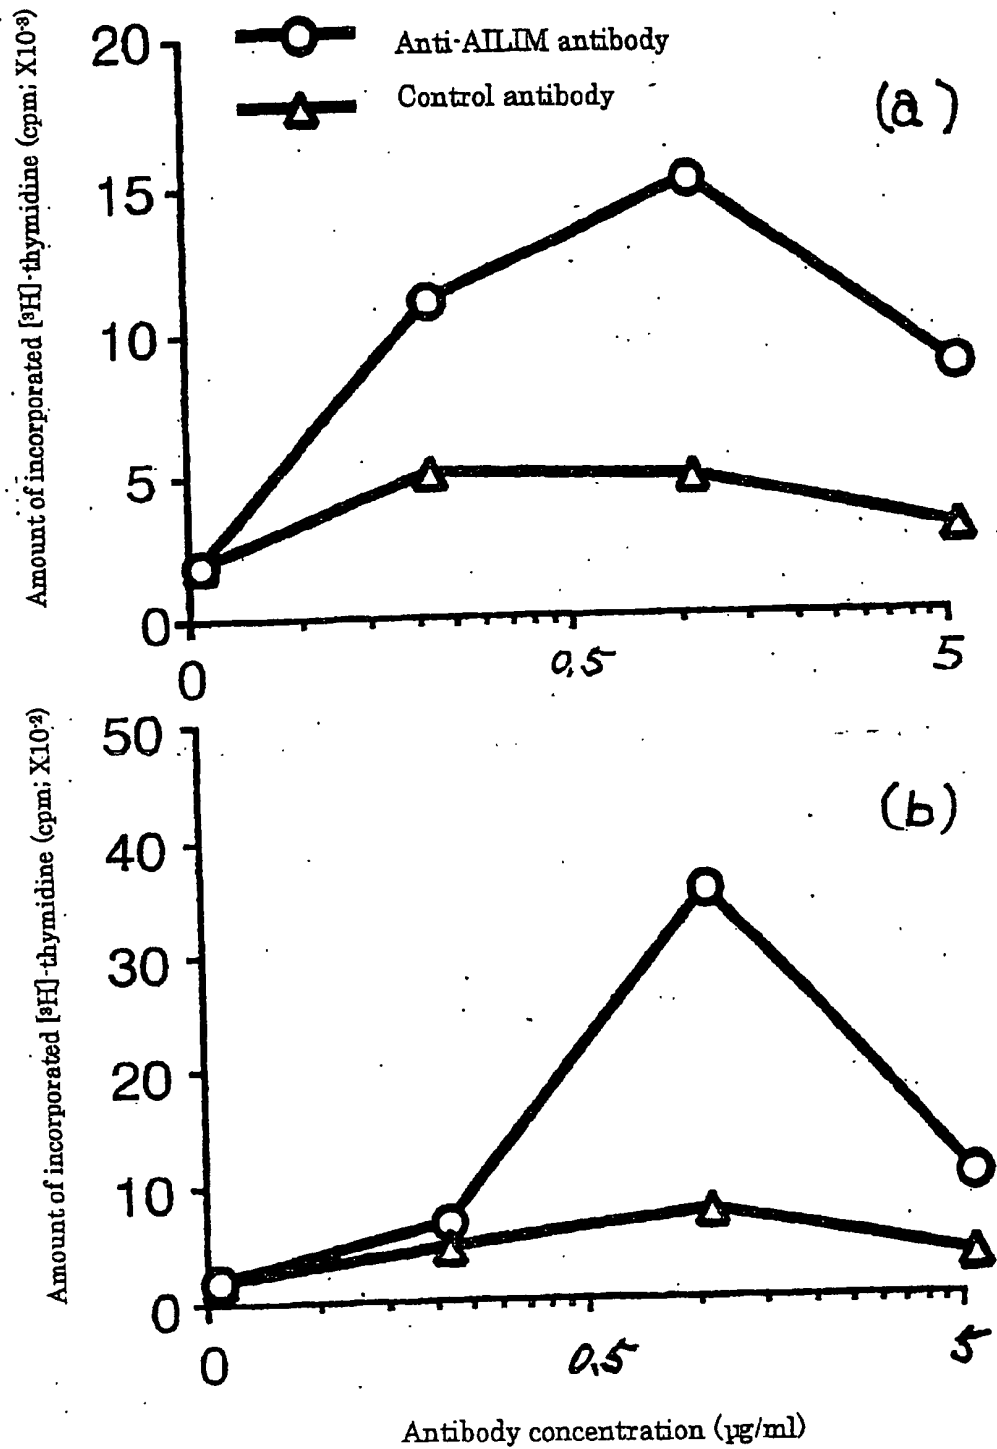 Amount of incorporated [³H]-thymidine (cpm; X10⁻³)
20
15
10
5
0
Anti-AILIM antibody
Control antibody
(a)
0
0.5
5
Amount of incorporated [³H]-thymidine (cpm; X10⁻²)
50
40
30
20
10
0
(b)
0
0.5
5
Antibody concentration (µg/ml)